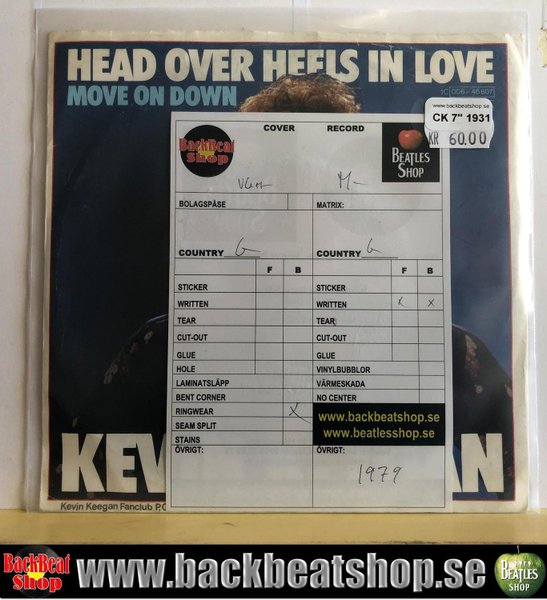 HEAD OVER HEELS IN LOVE
MOVE ON DOWN
1C 006-45607
www.backbeatshop.se
CK 7" 1931
KR 60.00
BackBeat Shop
COVER RECORD
BEATLES SHOP
M-
BOLAGSPÅSE MATRIX:
COUNTRY G COUNTRY G
F B F B
STICKER STICKER
WRITTEN WRITTEN x x
TEAR TEAR
CUT-OUT CUT-OUT
GLUE GLUE
HOLE VINYLBUBBLOR
LAMINATSLÄPP VÄRMESKADA
BENT CORNER NO CENTER
RINGWEAR X
SEAM SPLIT
STAINS
www.backbeatshop.se
www.beatlesshop.se
ÖVRIGT: ÖVRIGT:
1979
KEV AN
Kevin Keegan Fanclub P.O
BackBeat Shop www.backbeatshop.se BEATLES SHOP